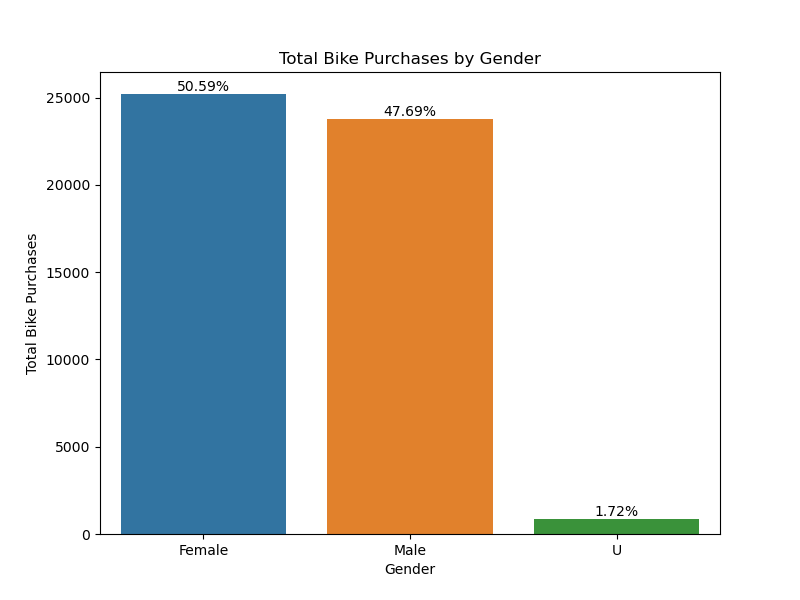 Total Bike Purchases by Gender
50.59%
47.69%
1.72%
25000
20000
15000
10000
5000
0
Total Bike Purchases
Female
Male
U
Gender